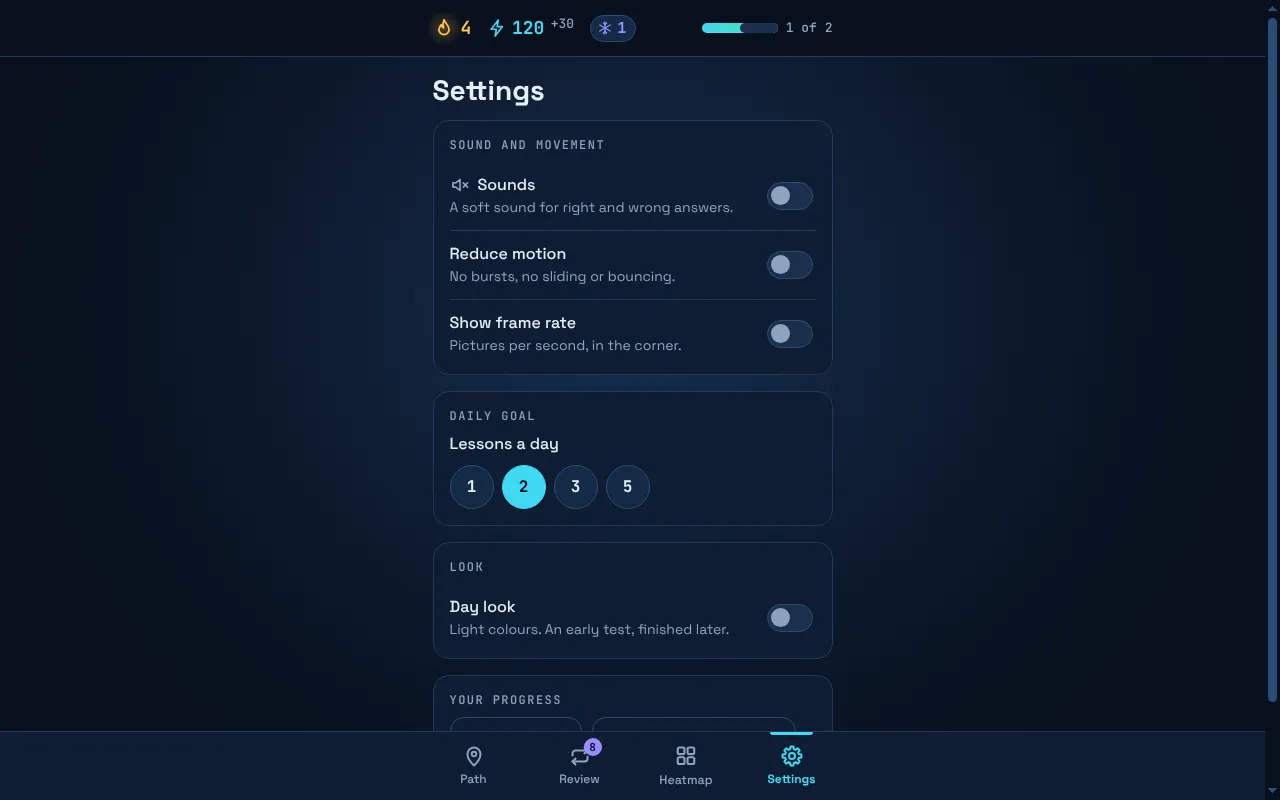 4 120 +30 1 1 of 2
Settings
SOUND AND MOVEMENT
Sounds
A soft sound for right and wrong answers.
Reduce motion
No bursts, no sliding or bouncing.
Show frame rate
Pictures per second, in the corner.
DAILY GOAL
Lessons a day
1 2 3 5
LOOK
Day look
Light colours. An early test, finished later.
YOUR PROGRESS
8
Path Review Heatmap Settings